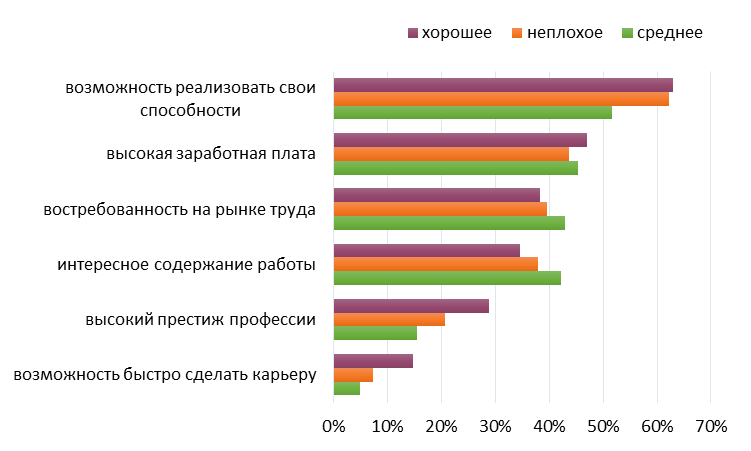 хорошее неплохое среднее
возможность реализовать свои
способности
высокая заработная плата
востребованность на рынке труда
интересное содержание работы
высокий престиж профессии
возможность быстро сделать карьеру
0% 10% 20% 30% 40% 50% 60% 70%